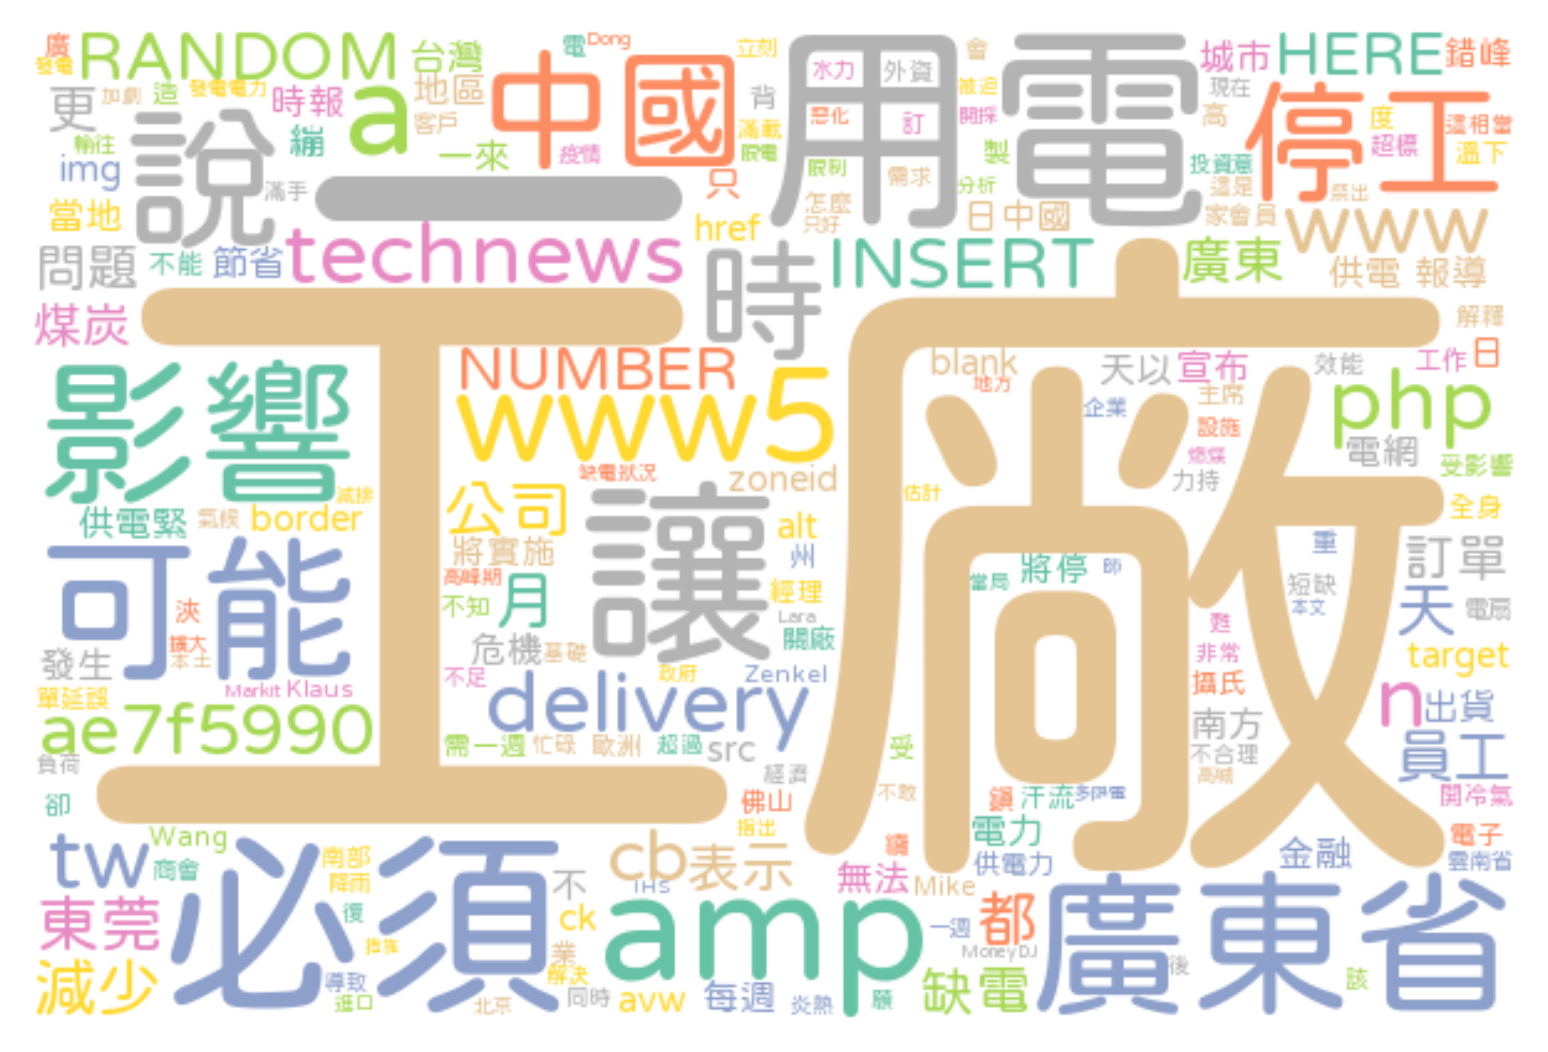 廣 RANDOM 台灣 電 Dong 立刻 會 城市 HERE 錯峰
發電 中國 用電 水力 外資 被迫 現在
更 加劇 造 發電電力 時報 a 地區 背 惡化 訂 開採 高 停工 度 這相當
輸往 說 繃 客戶 滿載 製 超標 溫下
img 一來 疫情 限電 限制 需求 分析 投資意
滿手 一 只 怎麼 這是 祭出
當地 href 只好 日 中國 家會員 www
問題 不能 節省 technews 時 INSERT 廣東 供電 報導
煤炭 工廠 解釋
影響 NUMBER blank 天以 宣布 效能 工作 日
www5 地方 企業 主席 php
設施 電網
缺電狀況 zoneid 燃煤 力持 受影響
減排 公司 讓 估計 全身
供電緊 氣候 border alt 重
可能 將實施 州 將停 師 訂單
高峰期 當局 短缺
不知 月 經理 本文 天 電扇
浹 Lara 甦
擴大 危機 基礎 關廠 非常
發生 本土 不足 政府 Zenkel 攝氏 target
單延誤 Markit Klaus delivery n 出貨
ae7f5990 南方
需一週 忙碌 歐洲 超過 src 受 不合理 員工
負荷 經濟 高喊
卻 佛山 不敢 鎮 汗流 多限電 開冷氣
指出 電力 電子
tw Wang 必須 南部 cb 表示 續 供電力 金融 雲南省
商會 降雨 IHS 無法 Mike
東莞 復 不 ck amp 一週 都 廣東省
措施 業 MoneyDJ
減少 導致 解決 缺電 後 該
進口 北京 同時 avw 每週 炎熱 願